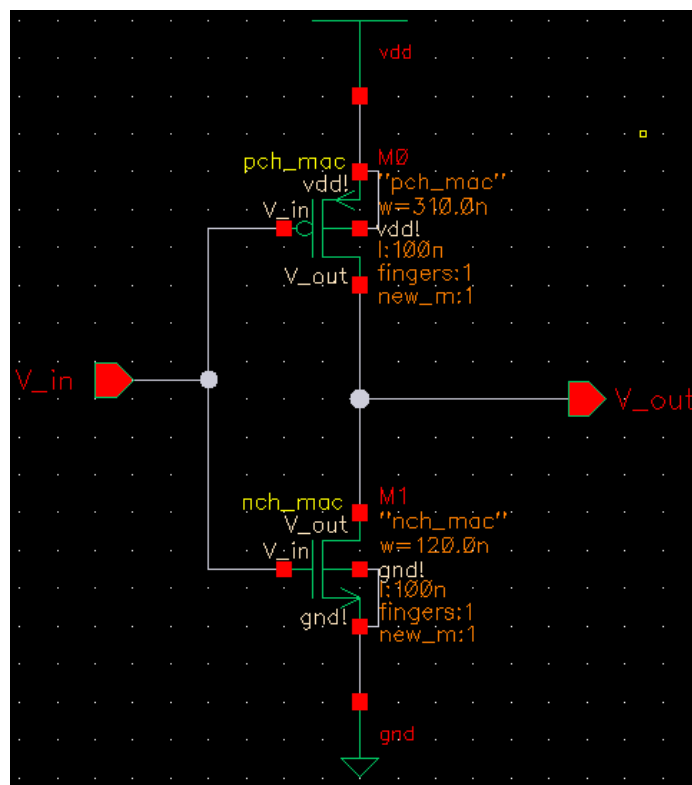 vdd
pch_mac
M0
vdd!
"pch_mac"
w=310.0n
V_in
vdd!
l:100n
V_out
fingers:1
new_m:1
V_in
V_out
nch_mac
M1
V_out
"nch_mac"
w=120.0n
V_in
gnd!
l:100n
gnd!
fingers:1
new_m:1
gnd